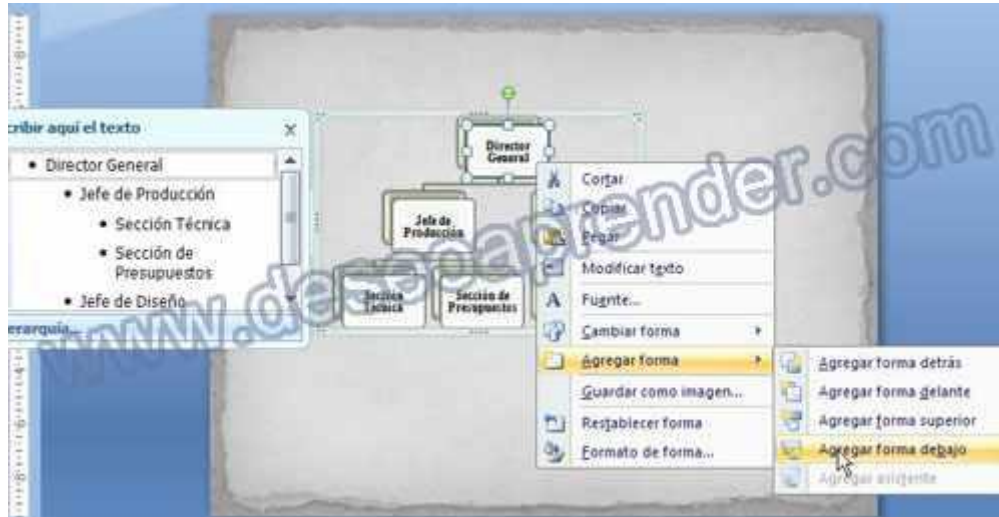 cribir aquí el texto
Director General
Jefe de Producción
Sección Técnica
Sección de
Presupuestos
Jefe de Diseño
erarquía...
Director
General
Jefe de
Producción
Sección
Técnica
Sección de
Presupuestos
Cortar
Copiar
Pegar
Modificar texto
Fuente...
Cambiar forma
Agregar forma
Guardar como imagen...
Restablecer forma
Formato de forma...
Agregar forma detrás
Agregar forma delante
Agregar forma superior
Agregar forma debajo
Agregar asistente
www.deseoaprender.com